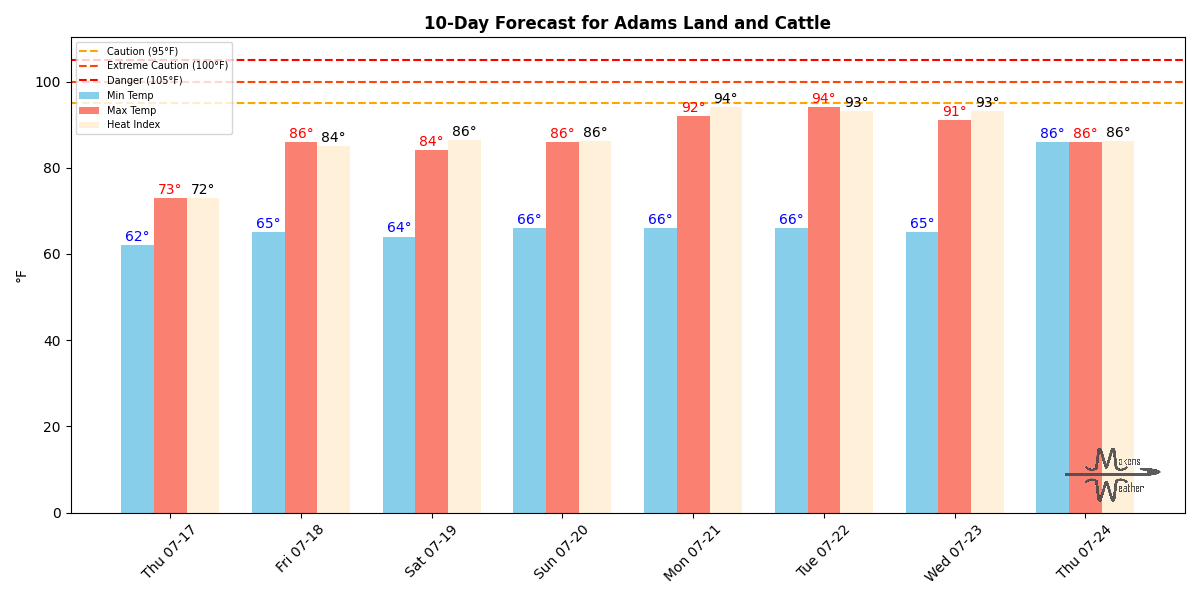 10-Day Forecast for Adams Land and Cattle
Caution (95°F)
Extreme Caution (100°F)
Danger (105°F)
Min Temp
Max Temp
Heat Index
°F
100
80
60
40
20
0
62° 73° 72°
65° 86° 84°
64° 84° 86°
66° 86° 86°
66° 92° 94°
66° 94° 93°
65° 91° 93°
86° 86° 86°
Thu 07-17
Fri 07-18
Sat 07-19
Sun 07-20
Mon 07-21
Tue 07-22
Wed 07-23
Thu 07-24
akens
eather